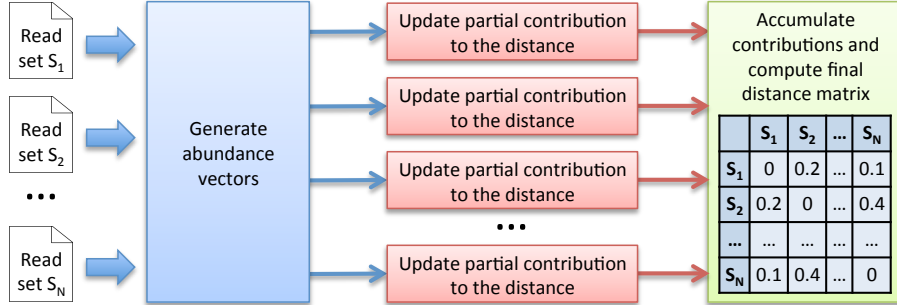 Read
set S1
Read
set S2
...
Read
set SN
Generate
abundance
vectors
Update partial contribution
to the distance
Update partial contribution
to the distance
Update partial contribution
to the distance
...
Update partial contribution
to the distance
Accumulate
contributions and
compute final
distance matrix
S1 S2 ... SN
S1 0 0.2 ... 0.1
S2 0.2 0 ... 0.4
... ... ... ... ...
SN 0.1 0.4 ... 0